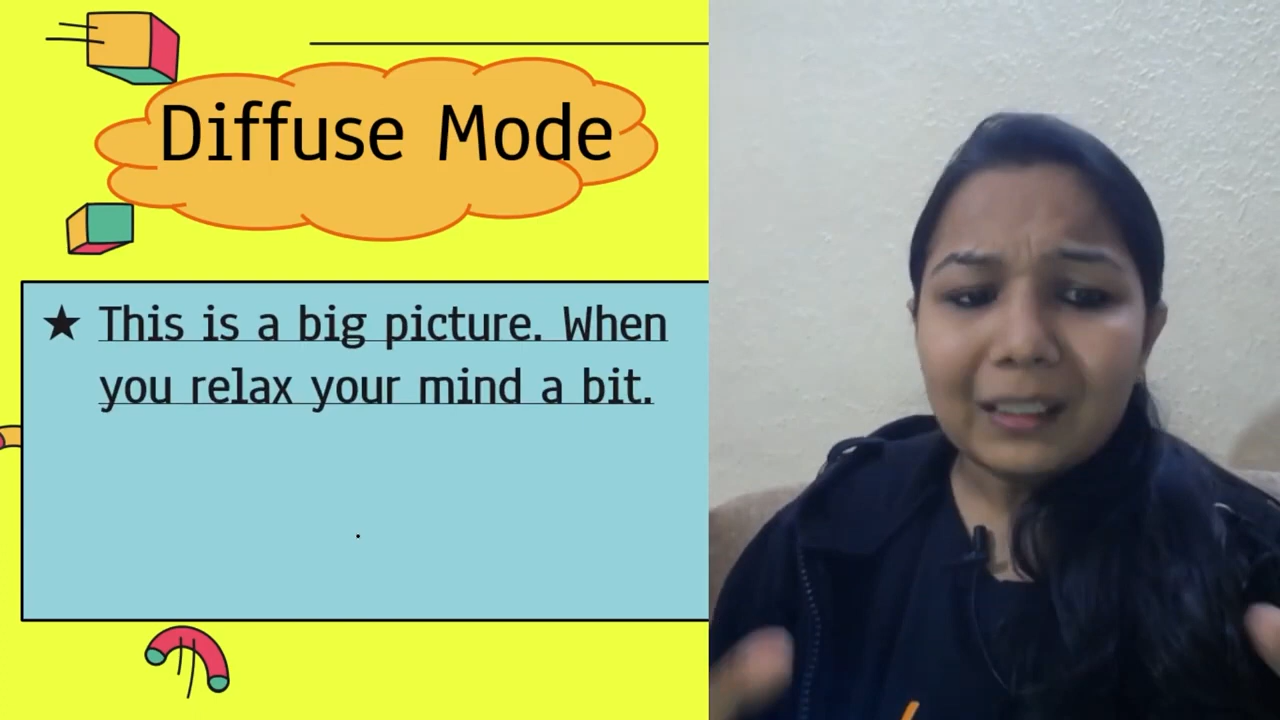 Diffuse Mode
★ This is a big picture. When
you relax your mind a bit.